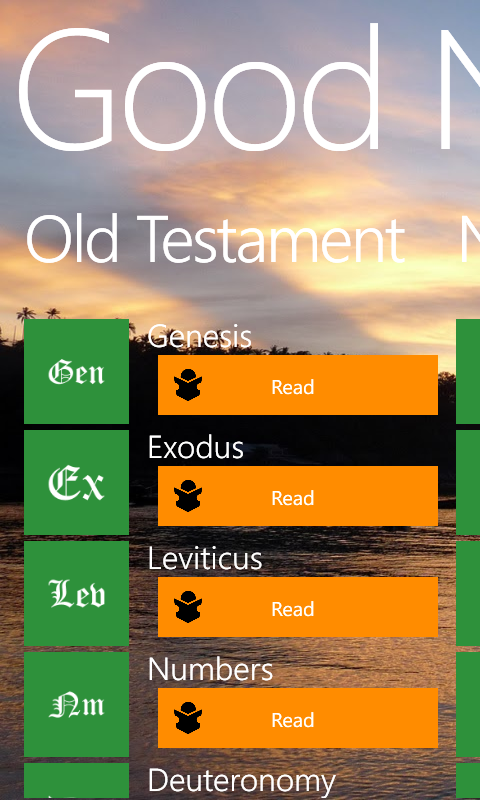 Good N
Old Testament N
Gen
Genesis
Read
Ex
Exodus
Read
Lev
Leviticus
Read
Nm
Numbers
Read
Deuteronomy